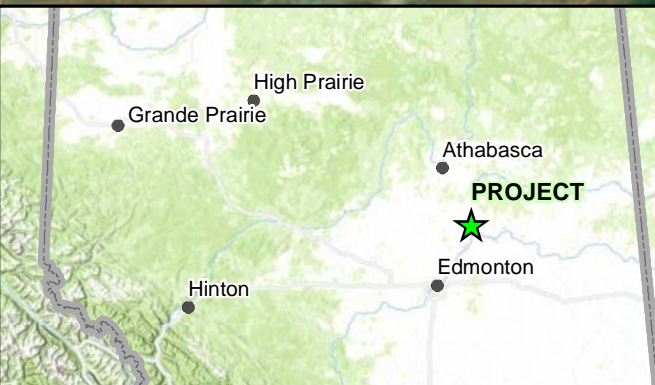 High Prairie
Grande Prairie
Athabasca
PROJECT
Edmonton
Hinton